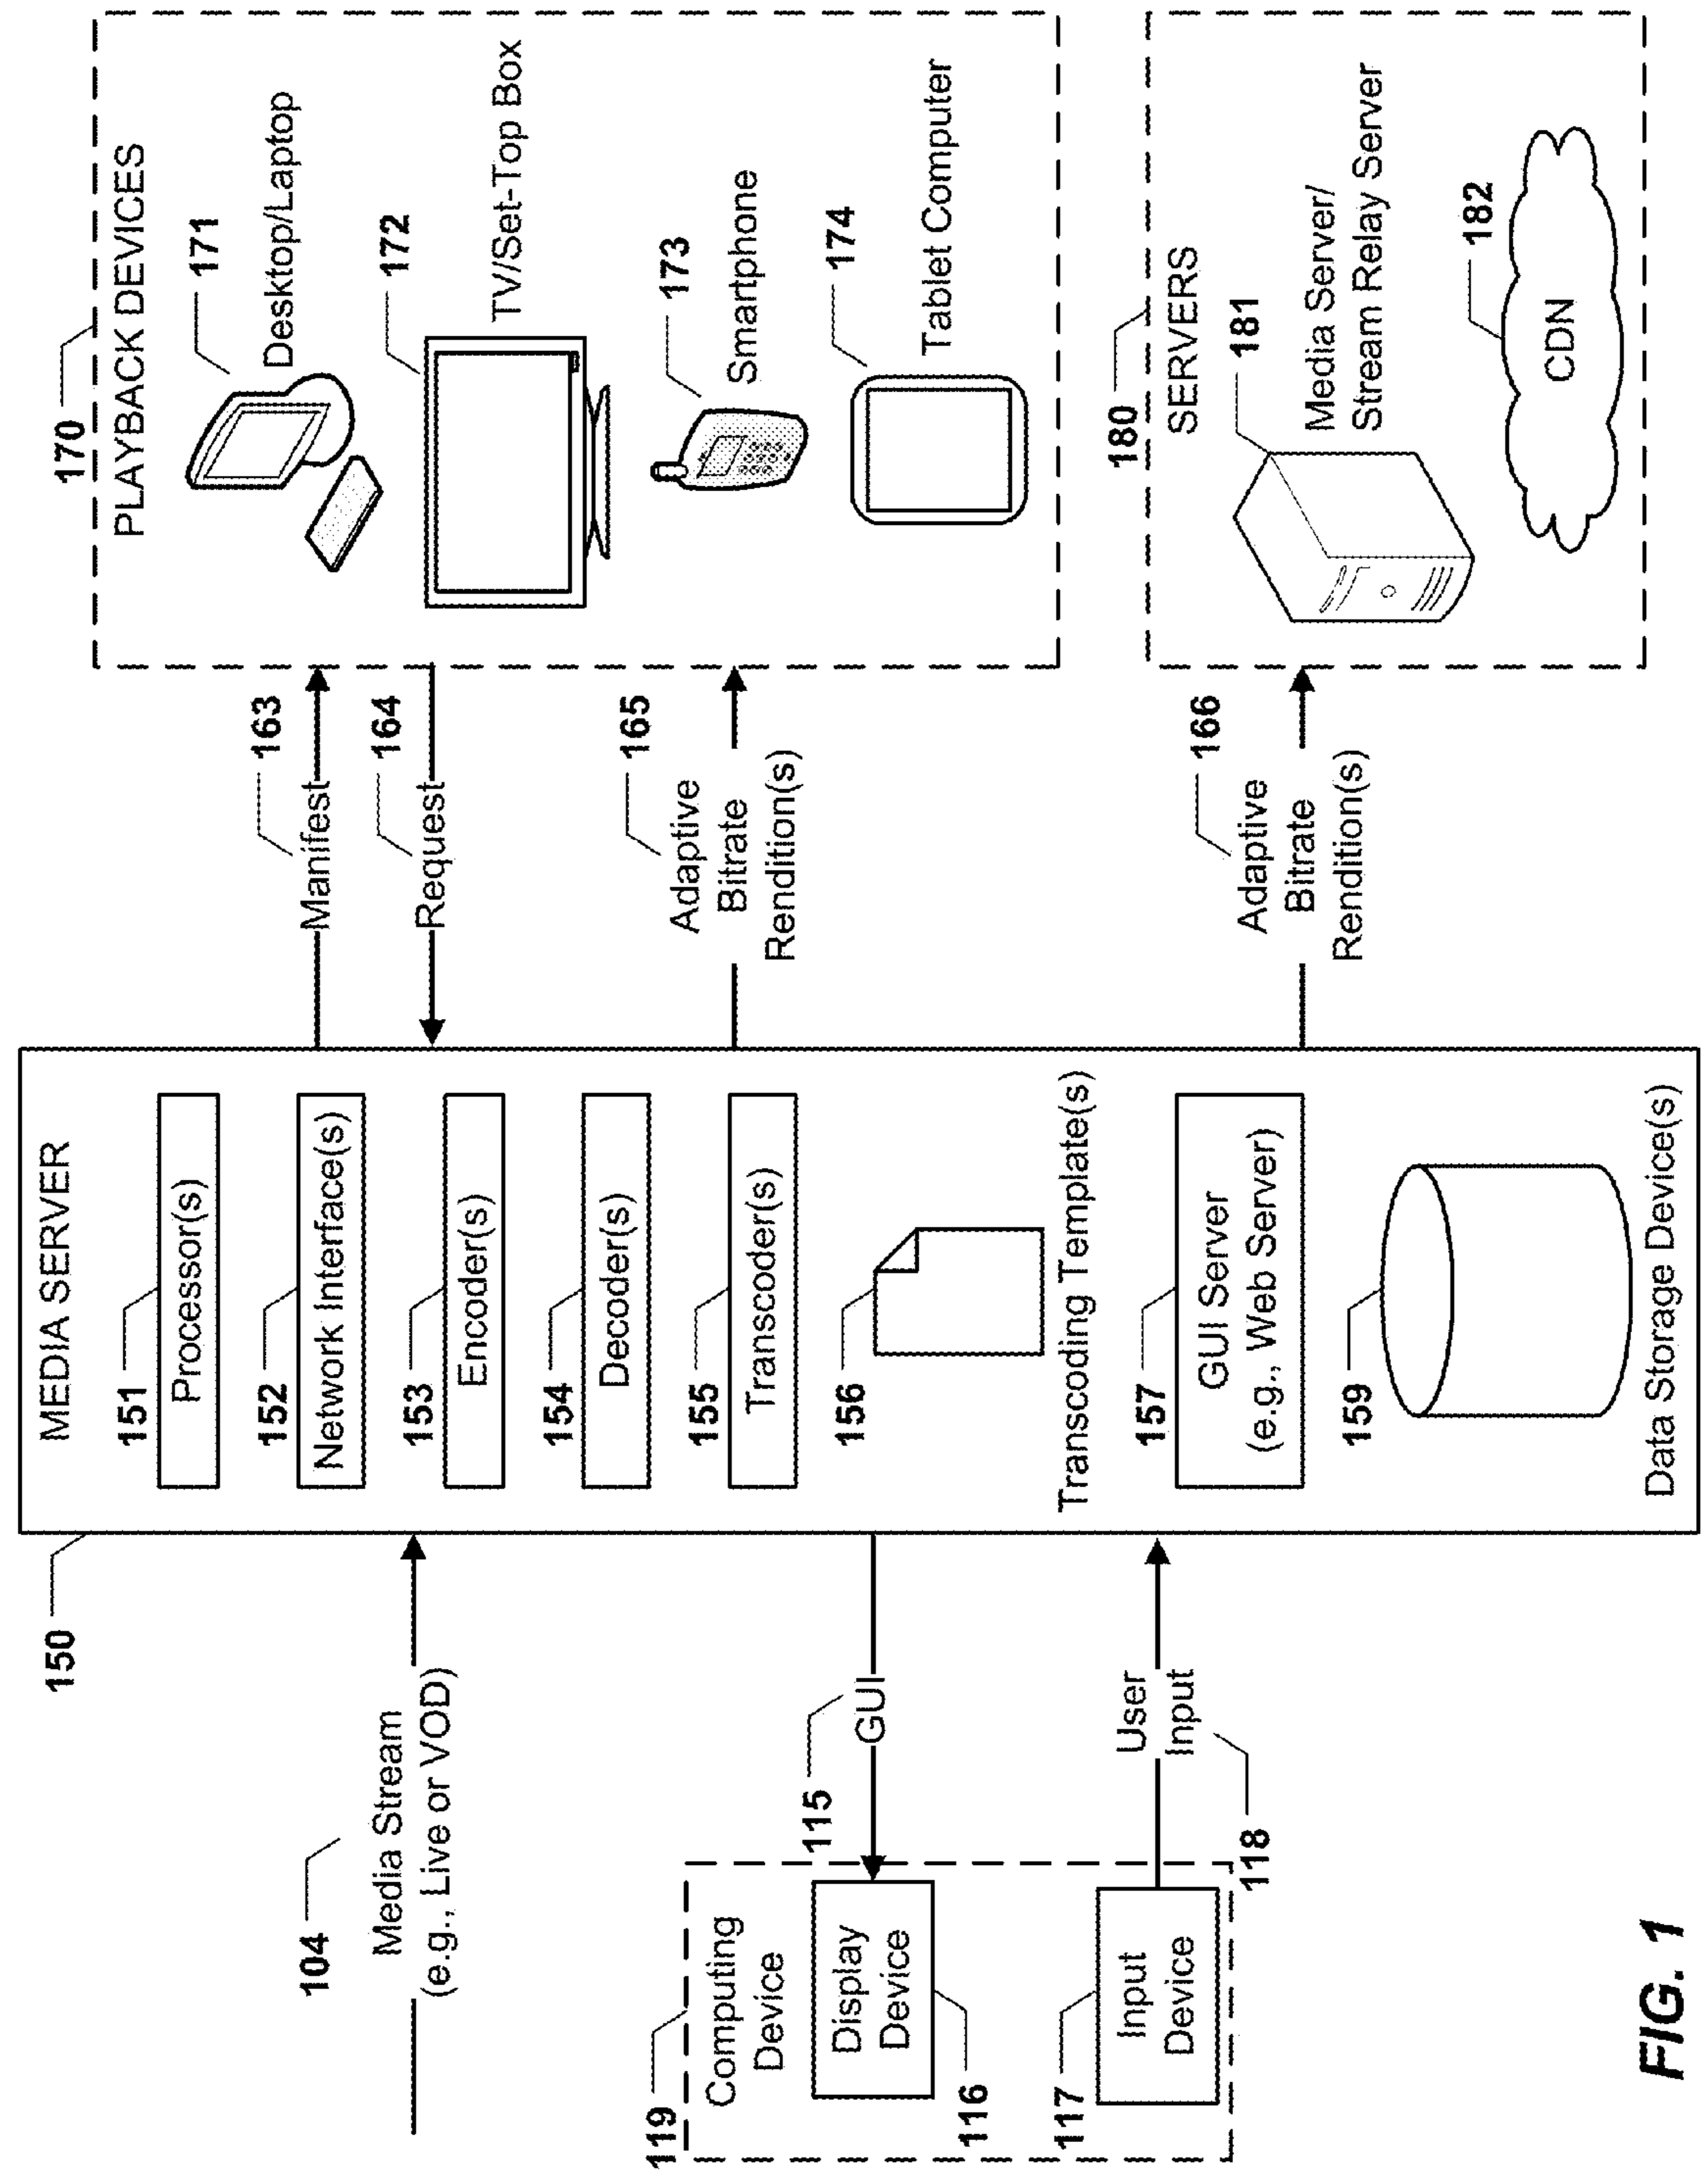 104
Media Stream
(e.g., Live or VOD)
119
Computing
Device
Display
Device
116
117
Input
Device
115
GUI
User
Input
118
150
MEDIA SERVER
151
Processor(s)
152
Network Interface(s)
153
Encoder(s)
154
Decoder(s)
155
Transcoder(s)
156
Transcoding Template(s)
157
GUI Server
(e.g., Web Server)
159
Data Storage Device(s)
163
Manifest
164
Request
165
Adaptive
Bitrate
Rendition(s)
166
Adaptive
Bitrate
Rendition(s)
170
PLAYBACK DEVICES
171
Desktop/Laptop
172
TV/Set-Top Box
173
Smartphone
174
Tablet Computer
180
SERVERS
181
Media Server/
Stream Relay Server
182
CDN
FIG. 1